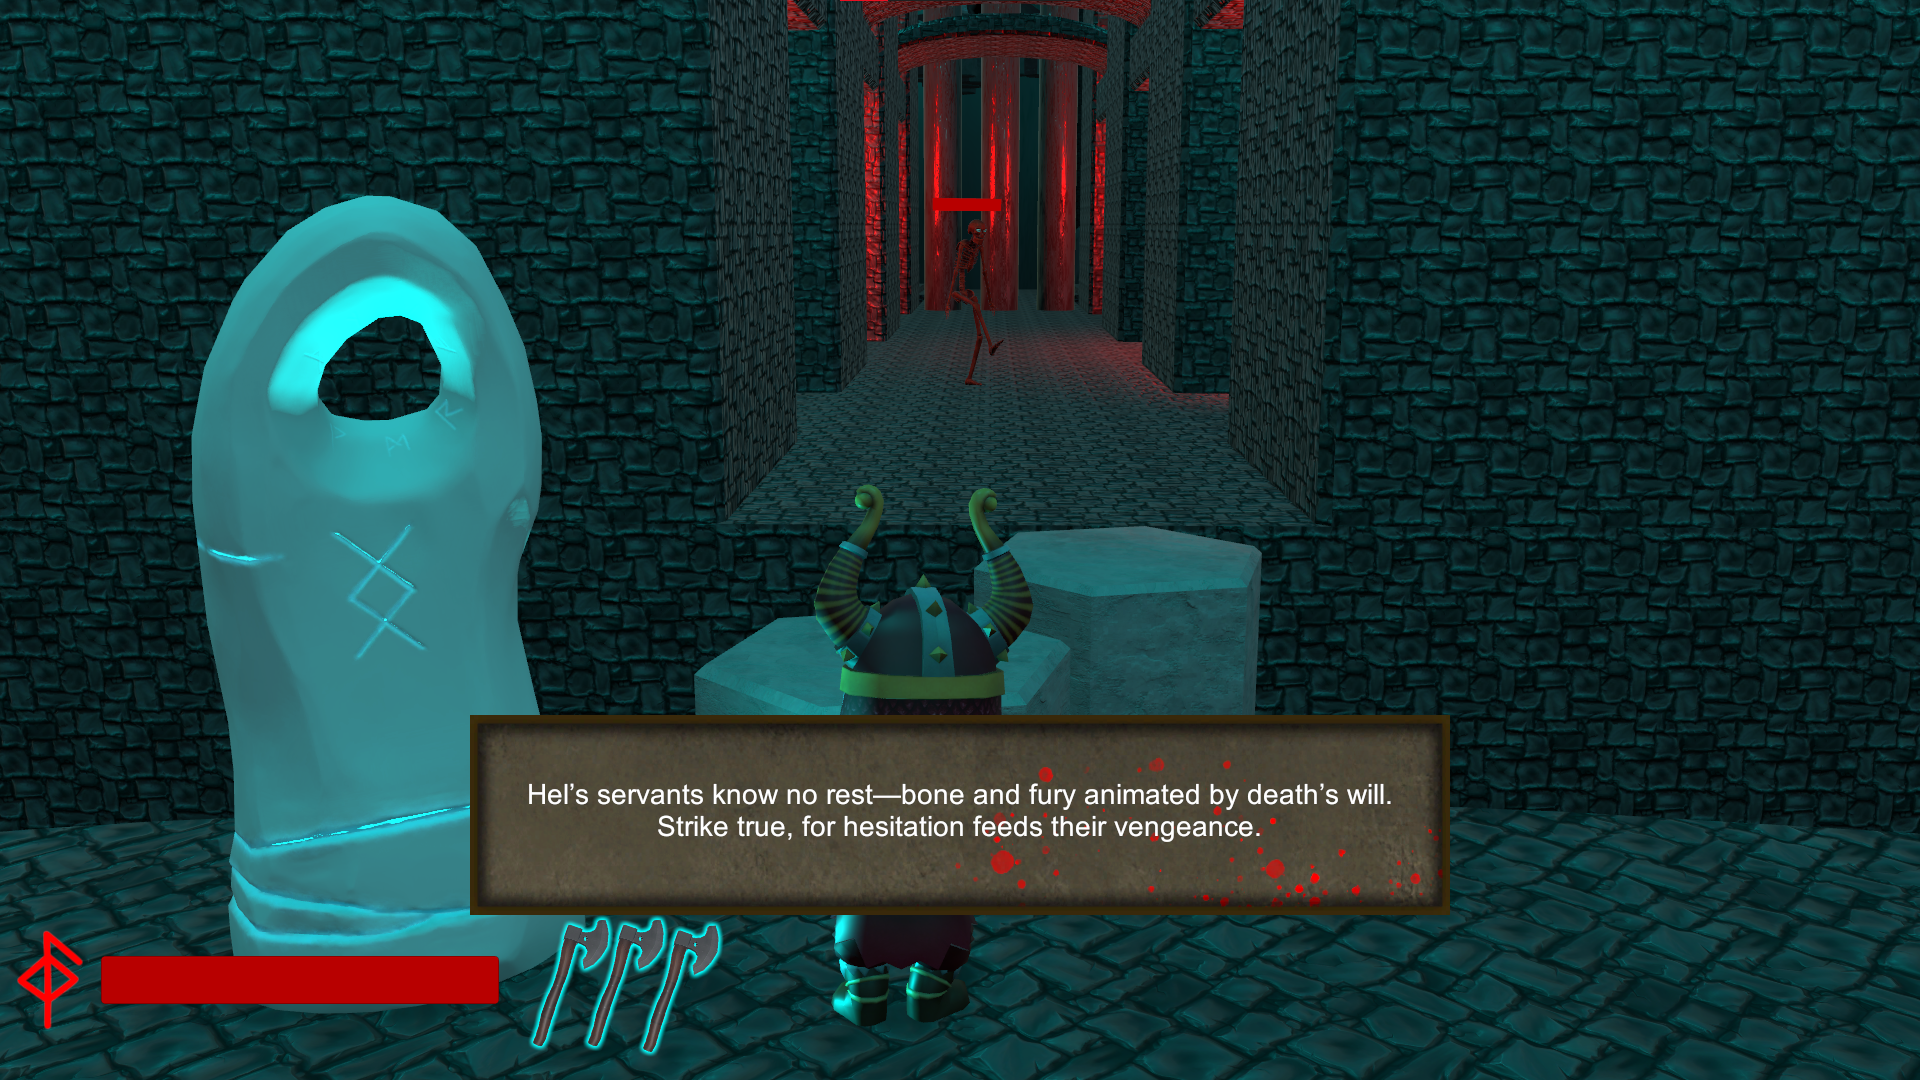 Hel’s servants know no rest—bone and fury animated by death’s will.
Strike true, for hesitation feeds their vengeance.